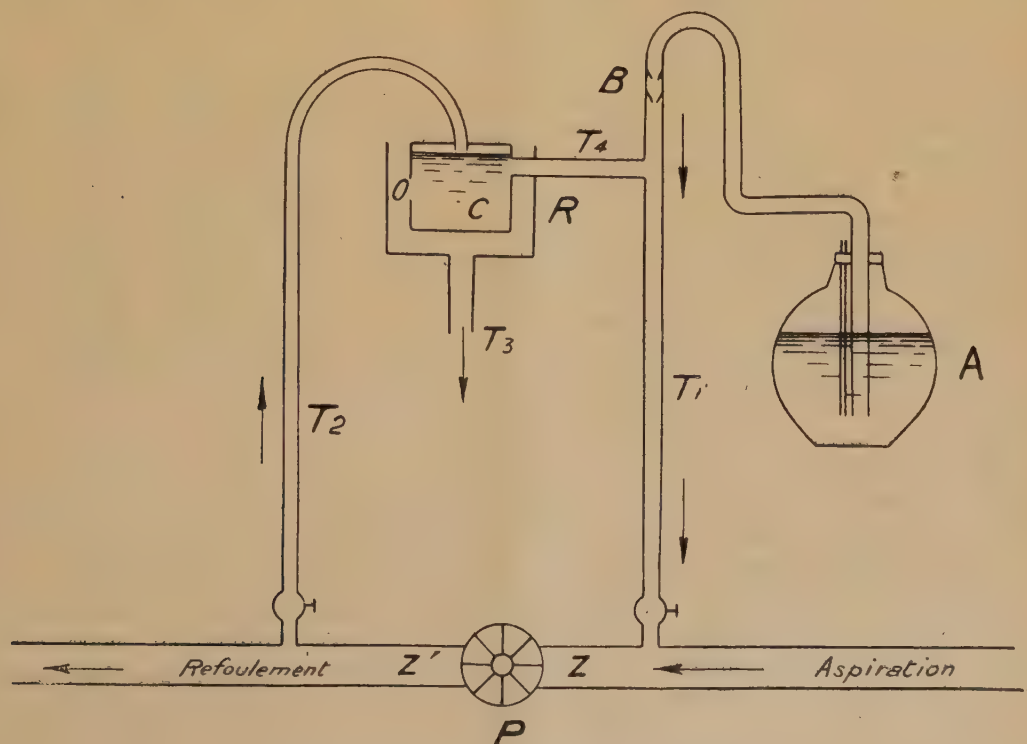 B
T4
O
C
R
T3
A
T2
T1
Refoulement
Z'
Z
Aspiration
P